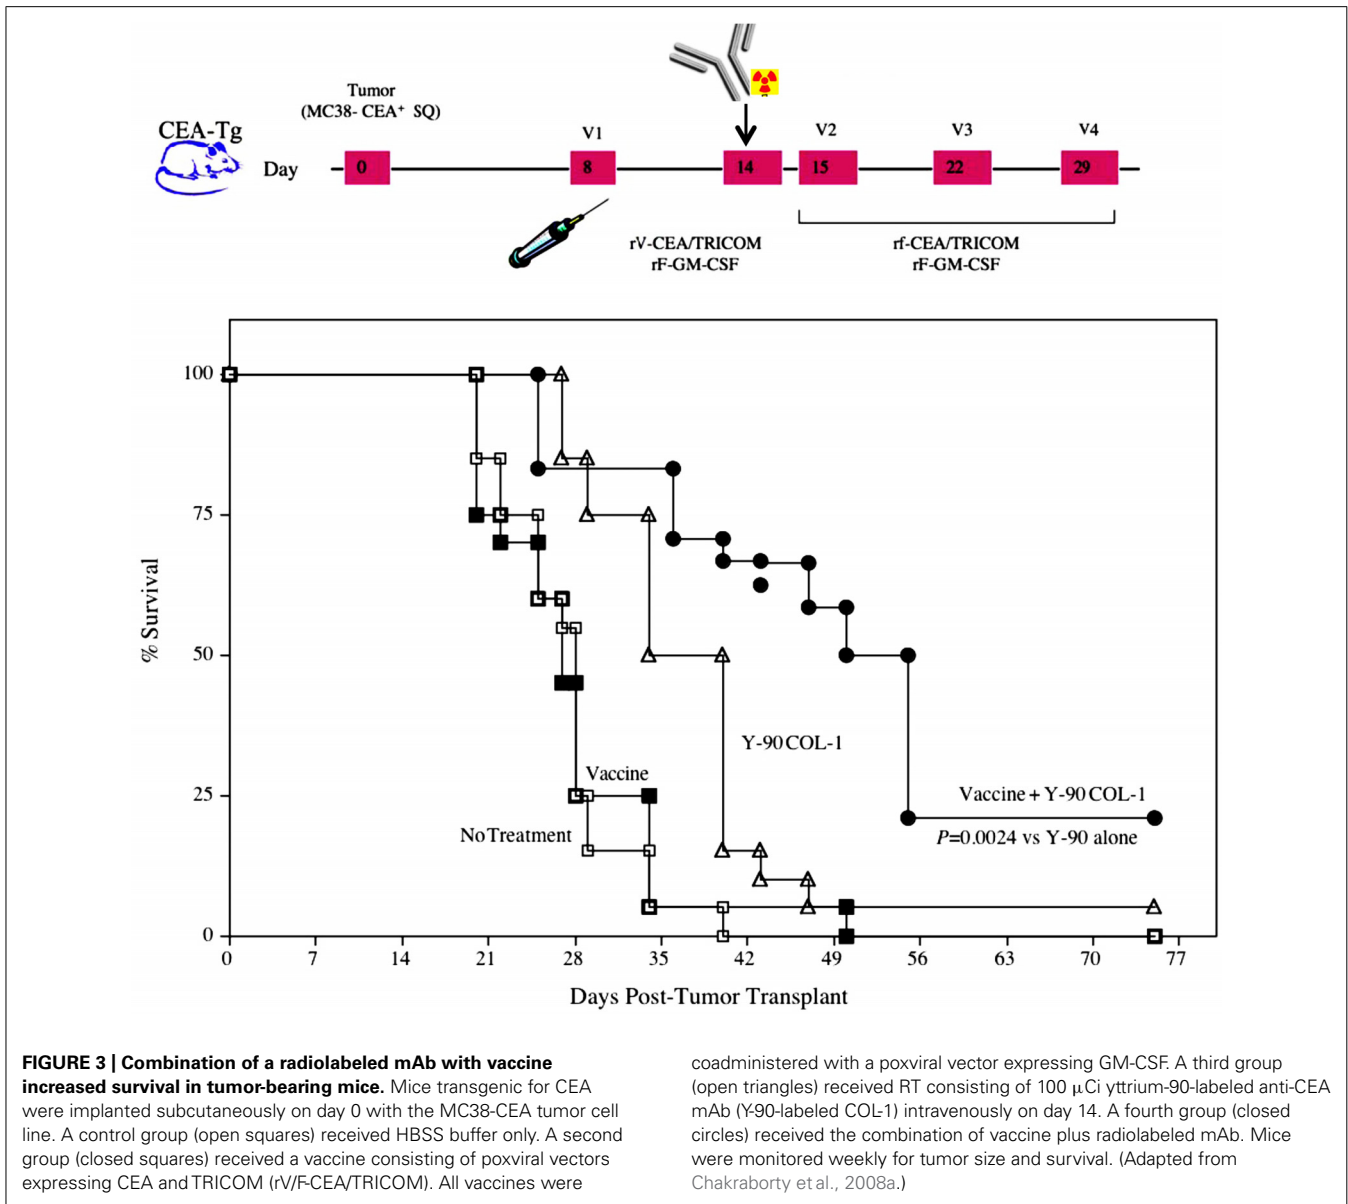 Tumor
(MC38- CEA⁺ SQ)
CEA-Tg
V1
V2
V3
V4
Day
0
8
14
15
22
29
rV-CEA/TRICOM
rF-GM-CSF
rf-CEA/TRICOM
rF-GM-CSF
100
75
50
25
0
% Survival
Y-90 COL-1
Vaccine
No Treatment
Vaccine + Y-90 COL-1
P=0.0024 vs Y-90 alone
0 7 14 21 28 35 42 49 56 63 70 77
Days Post-Tumor Transplant
FIGURE 3 | Combination of a radiolabeled mAb with vaccine
increased survival in tumor-bearing mice. Mice transgenic for CEA
were implanted subcutaneously on day 0 with the MC38-CEA tumor cell
line. A control group (open squares) received HBSS buffer only. A second
group (closed squares) received a vaccine consisting of poxviral vectors
expressing CEA and TRICOM (rV/F-CEA/TRICOM). All vaccines were
coadministered with a poxviral vector expressing GM-CSF. A third group
(open triangles) received RT consisting of 100 μCi yttrium-90-labeled anti-CEA
mAb (Y-90-labeled COL-1) intravenously on day 14. A fourth group (closed
circles) received the combination of vaccine plus radiolabeled mAb. Mice
were monitored weekly for tumor size and survival. (Adapted from
Chakraborty et al., 2008a.)